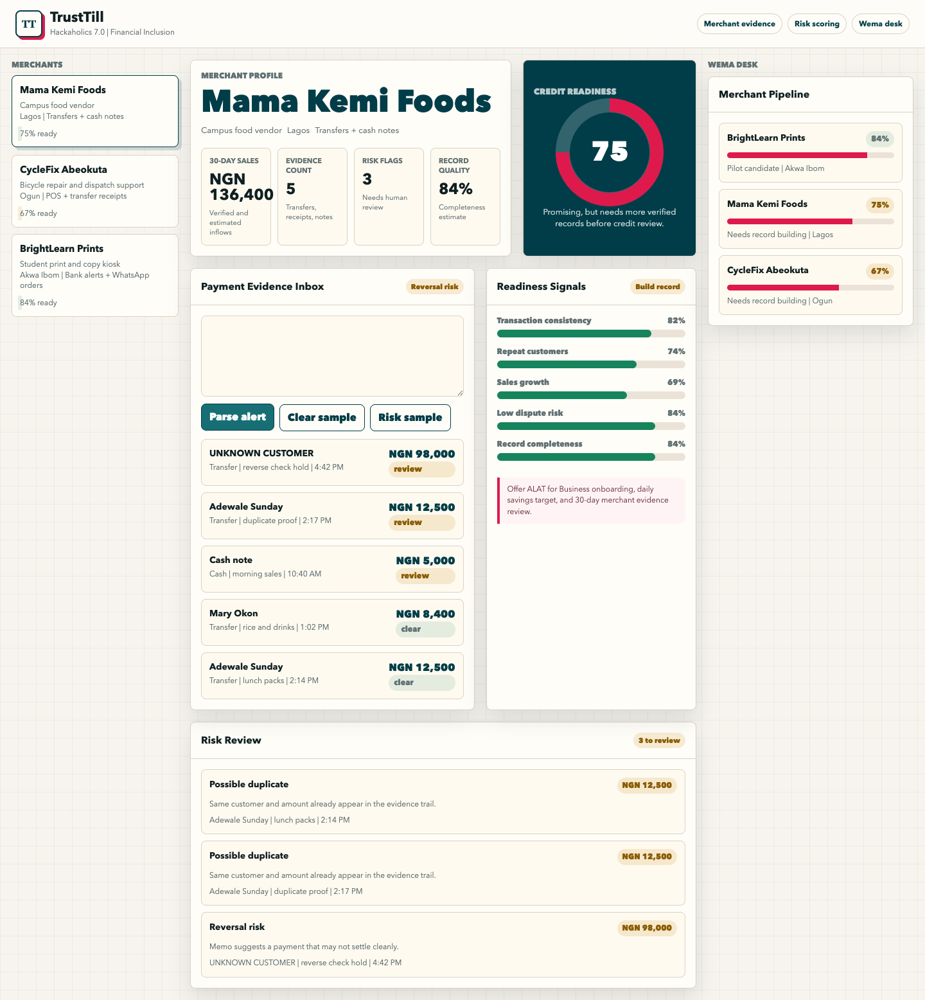 TT
TrustTill
Hackaholics 7.0 | Financial Inclusion
Merchant evidence
Risk scoring
Wema desk
MERCHANTS
Mama Kemi Foods
Campus food vendor
Lagos | Transfers + cash notes
75% ready
CycleFix Abeokuta
Bicycle repair and dispatch support
Ogun | POS + transfer receipts
67% ready
BrightLearn Prints
Student print and copy kiosk
Akwa Ibom | Bank alerts + WhatsApp
orders
84% ready
MERCHANT PROFILE
Mama Kemi Foods
Campus food vendor Lagos Transfers + cash notes
30-DAY SALES
NGN
136,400
Verified and
estimated
inflows
EVIDENCE
COUNT
5
Transfers,
receipts, notes
RISK FLAGS
3
Needs human
review
RECORD
QUALITY
84%
Completeness
estimate
CREDIT READINESS
75
Promising, but needs more verified
records before credit review.
WEMA DESK
Merchant Pipeline
BrightLearn Prints
84%
Pilot candidate | Akwa Ibom
Mama Kemi Foods
75%
Needs record building | Lagos
CycleFix Abeokuta
67%
Needs record building | Ogun
Payment Evidence Inbox
Reversal risk
Parse alert
Clear sample
Risk sample
UNKNOWN CUSTOMER
Transfer | reverse check hold | 4:42 PM
NGN 98,000
review
Adewale Sunday
Transfer | duplicate proof | 2:17 PM
NGN 12,500
review
Cash note
Cash | morning sales | 10:40 AM
NGN 5,000
review
Mary Okon
Transfer | rice and drinks | 1:02 PM
NGN 8,400
clear
Adewale Sunday
Transfer | lunch packs | 2:14 PM
NGN 12,500
clear
Readiness Signals
Build record
Transaction consistency
82%
Repeat customers
74%
Sales growth
69%
Low dispute risk
84%
Record completeness
84%
Offer ALAT for Business onboarding, daily
savings target, and 30-day merchant evidence
review.
Risk Review
3 to review
Possible duplicate
NGN 12,500
Same customer and amount already appear in the evidence trail.
Adewale Sunday | lunch packs | 2:14 PM
Possible duplicate
NGN 12,500
Same customer and amount already appear in the evidence trail.
Adewale Sunday | duplicate proof | 2:17 PM
Reversal risk
NGN 98,000
Memo suggests a payment that may not settle cleanly.
UNKNOWN CUSTOMER | reverse check hold | 4:42 PM